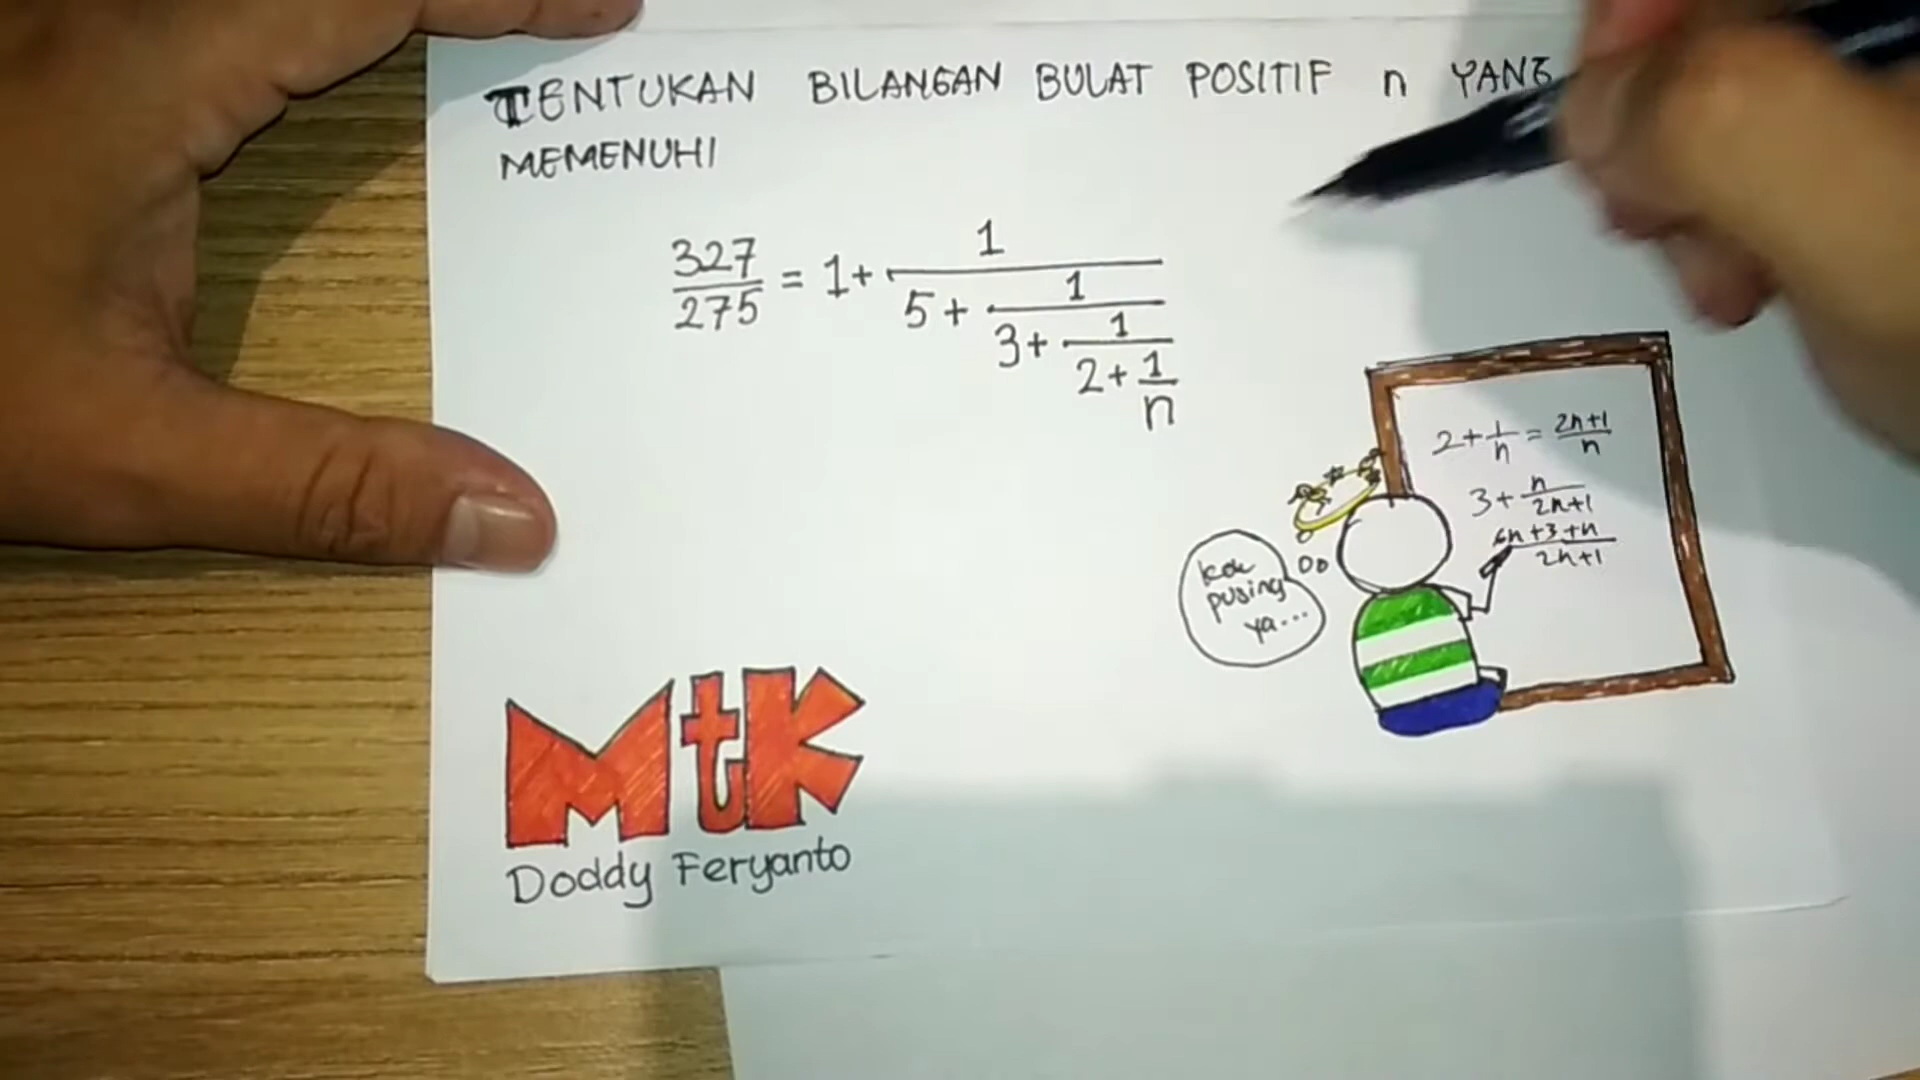 TENTUKAN BILANGAN BULAT POSITIF n YANG
MEMENUHI
327/275 = 1 + 1/(5 + 1/(3 + 1/(2 + 1/n)))
2 + 1/n = (2n+1)/n
3 + n/(2n+1)
(6n+3+n)/(2n+1)
kok
pusing
ya...
MtK
Doddy Feryanto